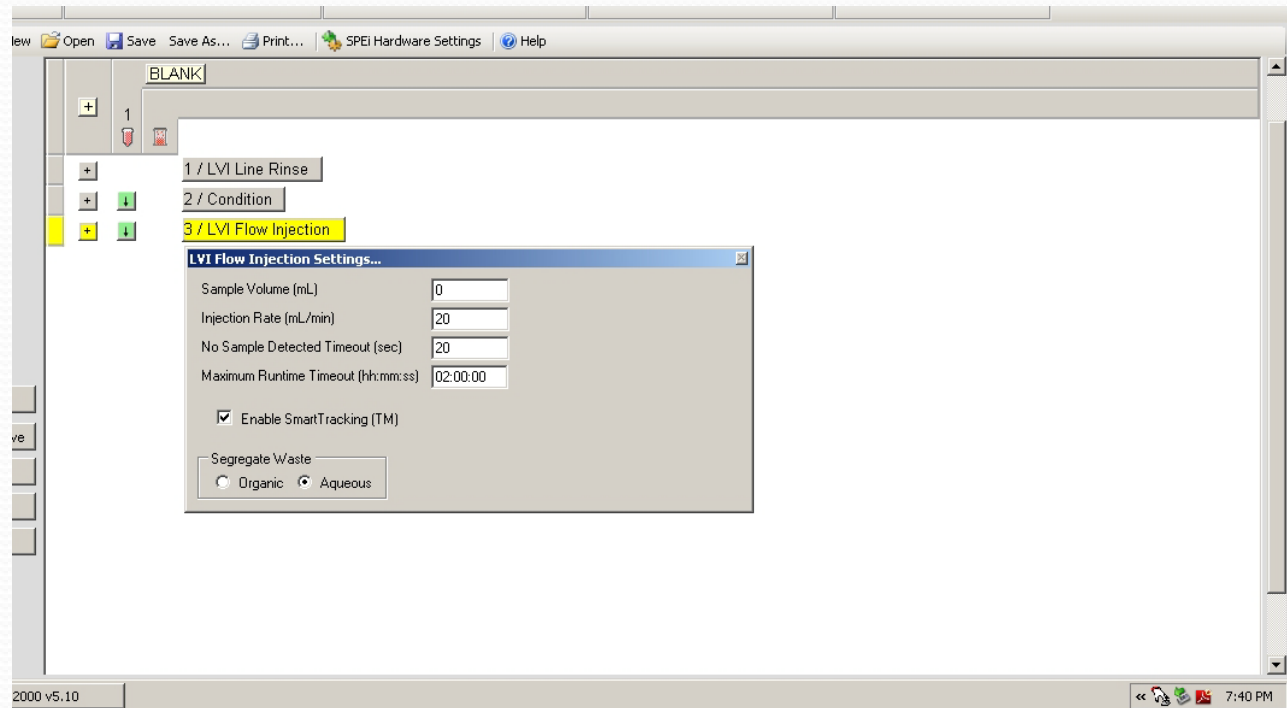 Open Save Save As... Print... SPEi Hardware Settings Help
BLANK
1
1 / LVI Line Rinse
2 / Condition
3 / LVI Flow Injection
LVI Flow Injection Settings...
Sample Volume (mL) 0
Injection Rate (mL/min) 20
No Sample Detected Timeout (sec) 20
Maximum Runtime Timeout (hh:mm:ss) 02:00:00
Enable SmartTracking (TM)
Segregate Waste
Organic Aqueous
2000 v5.10 « 7:40 PM